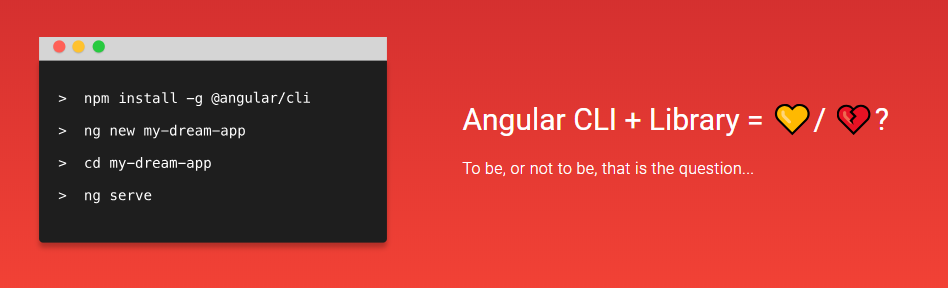 > npm install -g @angular/cli
> ng new my-dream-app
> cd my-dream-app
> ng serve
Angular CLI + Library = 💛/ 💔?
To be, or not to be, that is the question...